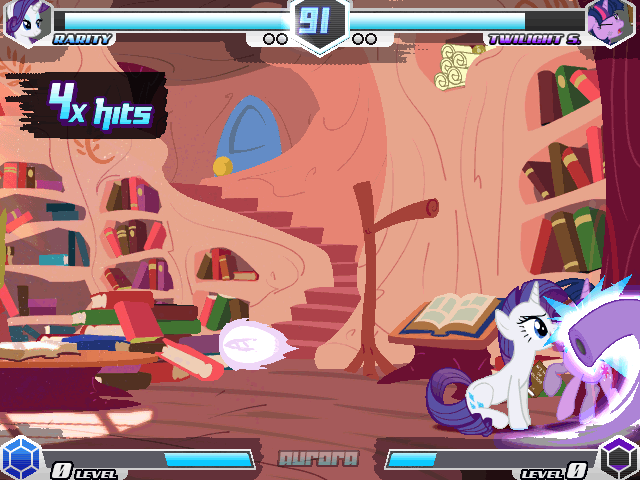 91
RARITY
TWILIGHT S.
4x hits
0 LEVEL
aurora
LEVEL 0